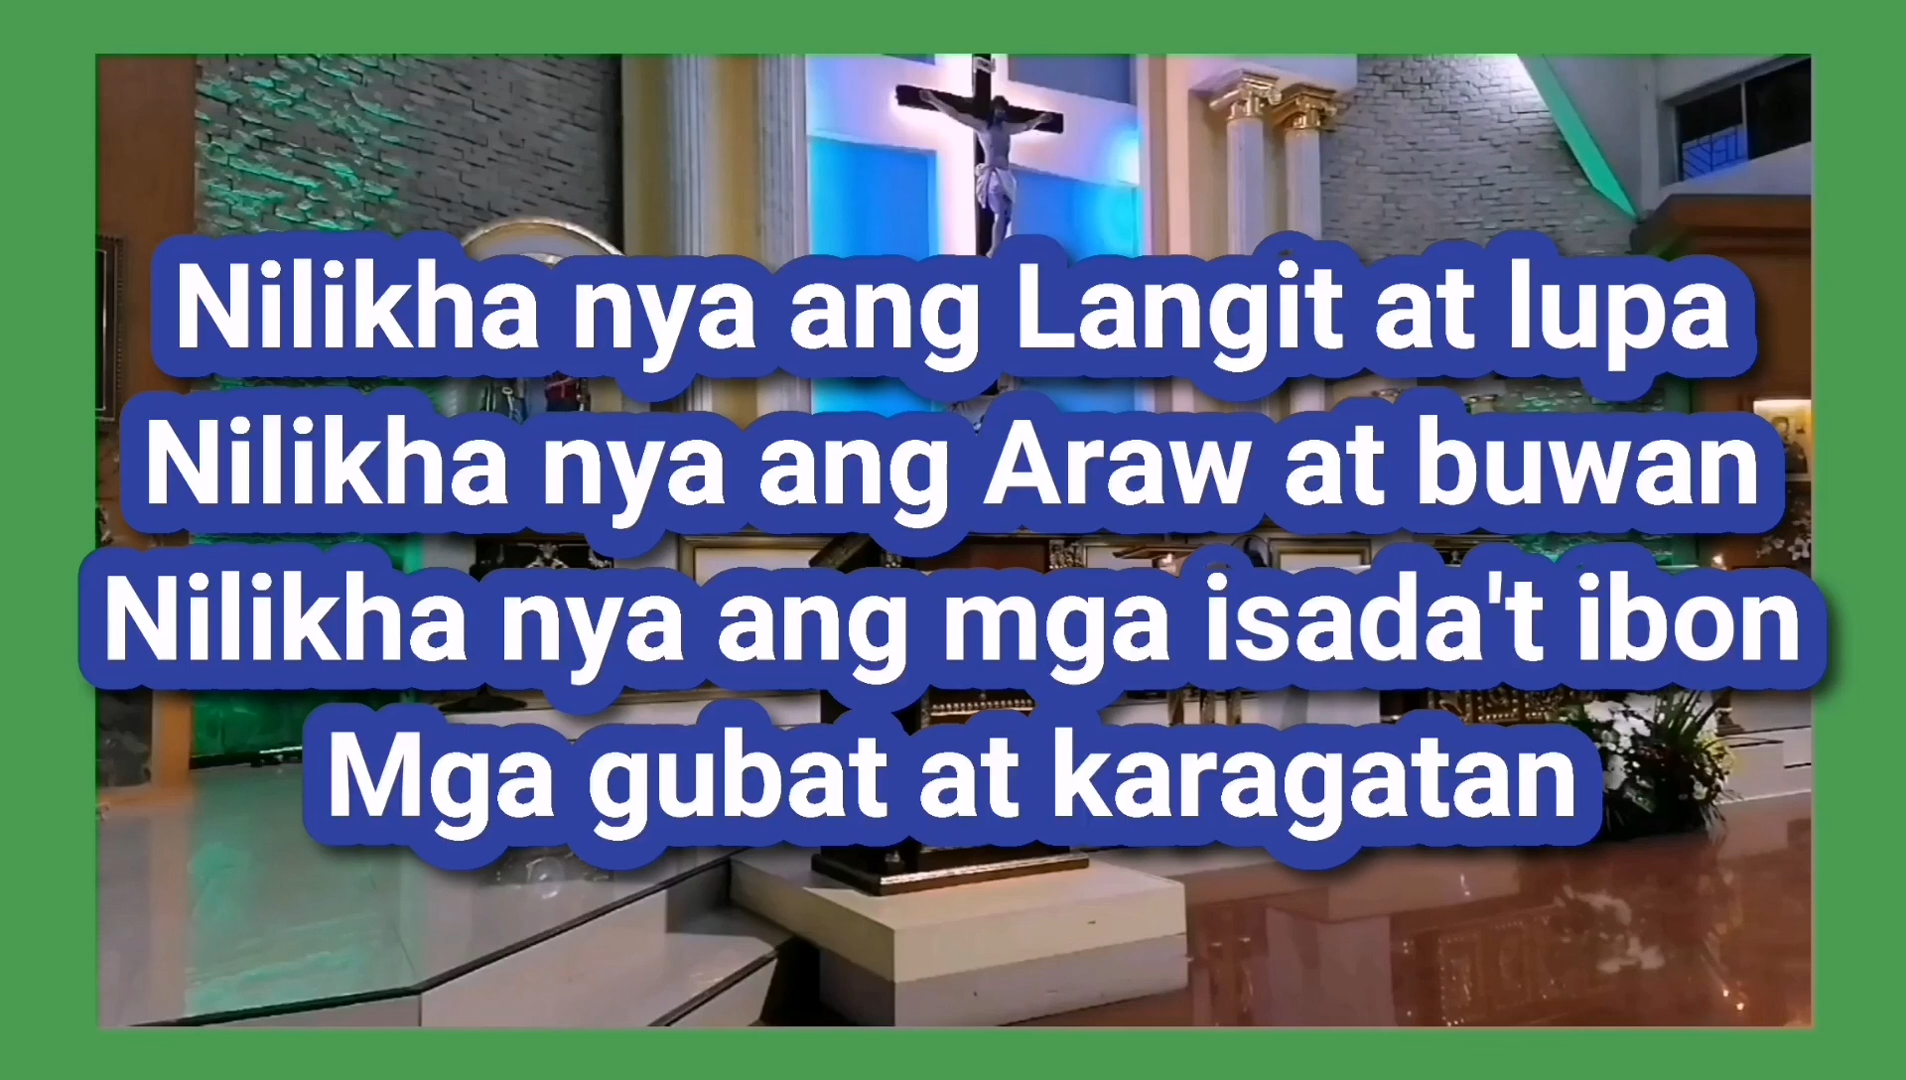 Nilikha nya ang Langit at lupa
Nilikha nya ang Araw at buwan
Nilikha nya ang mga isada't ibon
Mga gubat at karagatan